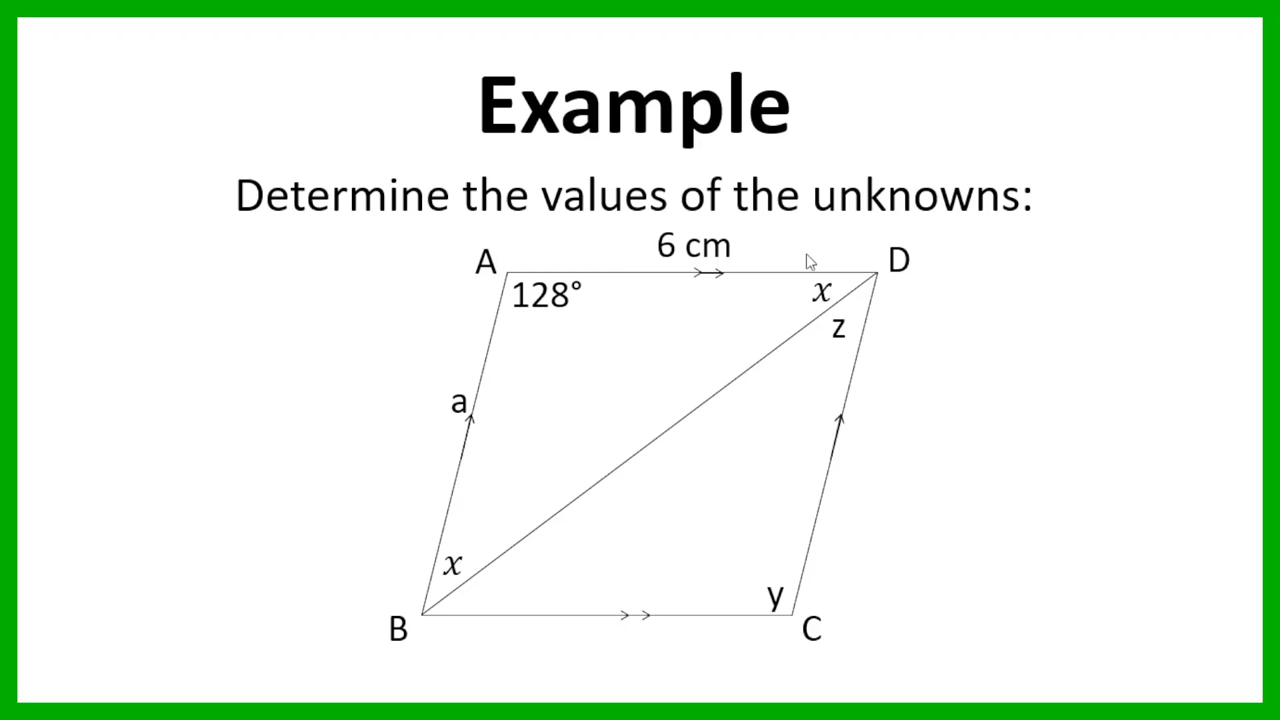 Example
Determine the values of the unknowns:
6 cm
A
D
128°
x
z
a
x
y
B
C